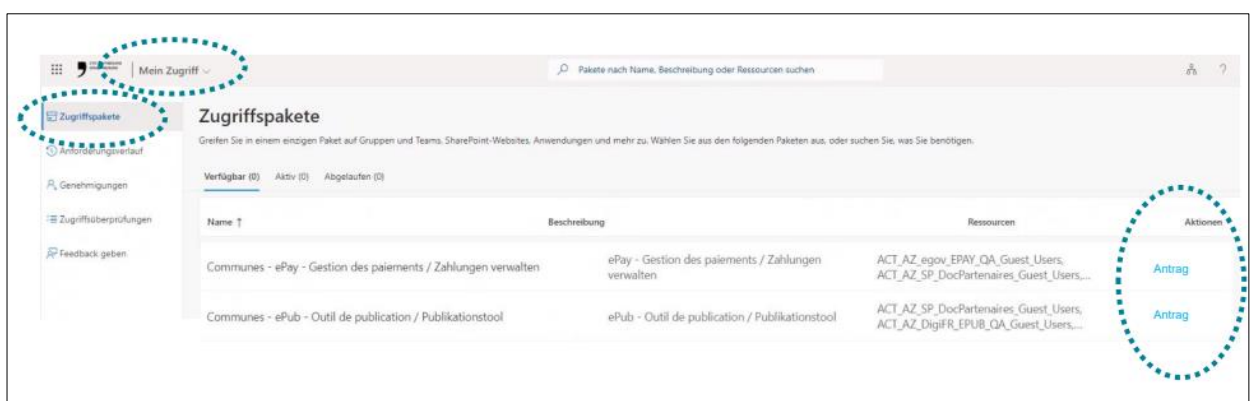 Mein Zugriff
Pakete nach Name, Beschreibung oder Ressourcen suchen
?
Zugriffspakete
Anforderungsverlauf
Genehmigungen
Zugriffsüberprüfungen
Feedback geben
Zugriffspakete
Greifen Sie in einem einzigen Paket auf Gruppen und Teams, SharePoint-Websites, Anwendungen und mehr zu. Wählen Sie aus den folgenden Paketen aus, oder suchen Sie, was Sie benötigen.
Verfügbar (0) Aktiv (0) Abgelaufen (0)
Name ↑ Beschreibung Ressourcen Aktionen
Communes - ePay - Gestion des paiements / Zahlungen verwalten
ePay - Gestion des paiements / Zahlungen
verwalten
ACT_AZ_egov_EPAY_QA_Guest_Users,
ACT_AZ_SP_DocPartenaires_Guest_Users,...
Antrag
Communes - ePub - Outil de publication / Publikationstool
ePub - Outil de publication / Publikationstool
ACT_AZ_SP_DocPartenaires_Guest_Users,
ACT_AZ_DigiFR_EPUB_QA_Guest_Users,...
Antrag